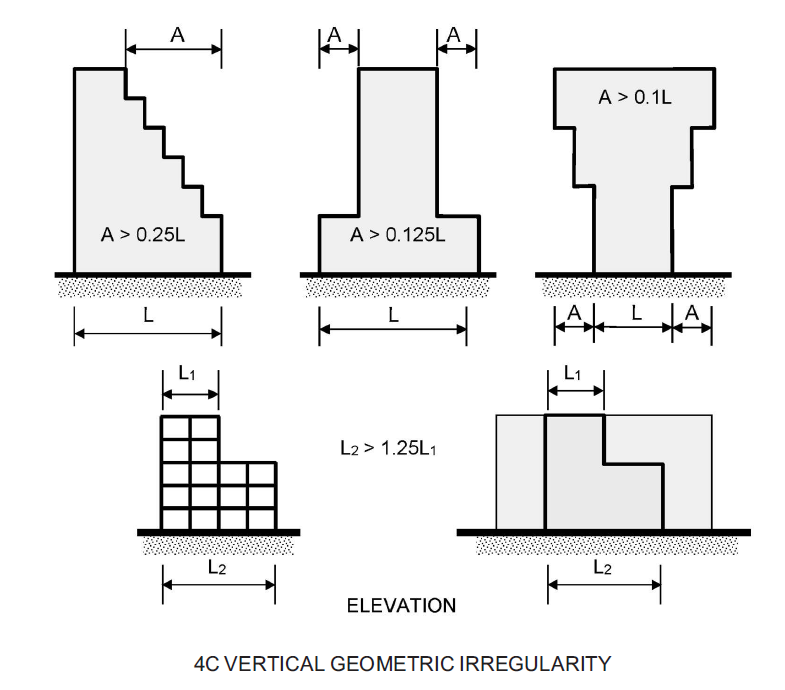 A
A
A
A > 0.25L
A > 0.125L
A > 0.1L
L
L
A
L
A
L1
L1
L2 > 1.25L1
L2
L2
ELEVATION
4C VERTICAL GEOMETRIC IRREGULARITY